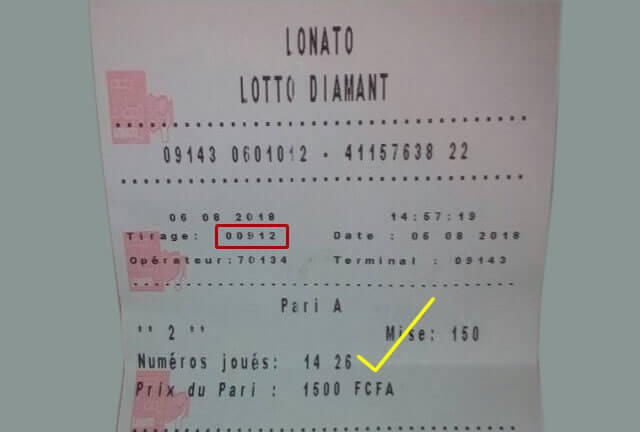 LONATO
LOTTO DIAMANT
09143 0601012 - 41157638 22
06 08 2018 14:57:19
Tirage: 00912 Date : 06 08 2018
Opérateur:70134 Terminal : 09143
Pari A
** 2 ** Mise: 150
Numéros joués: 14 26
Prix du Pari : 1500 FCFA